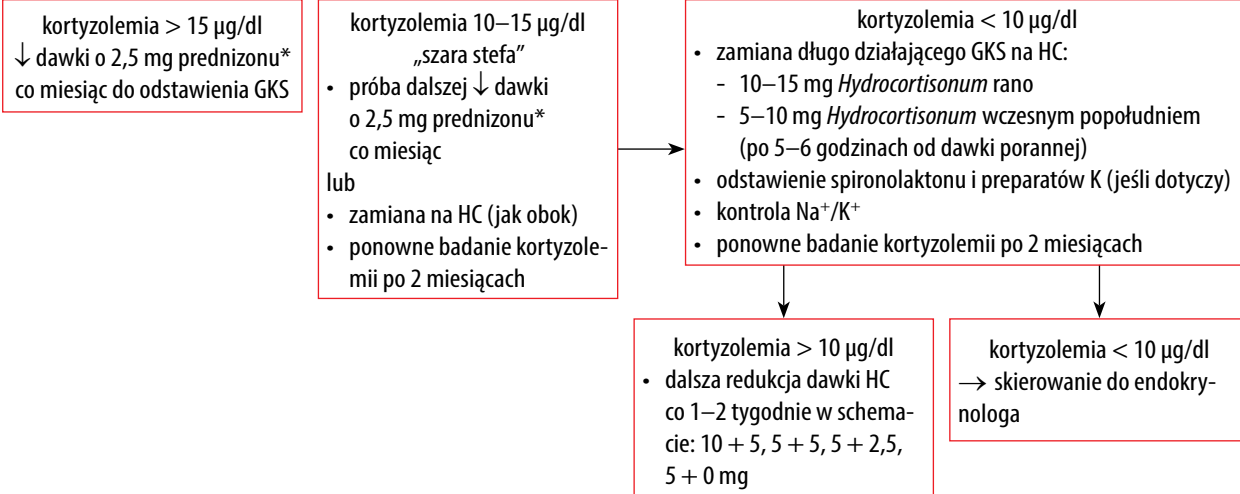 kortyzolemia > 15 µg/dl
↓ dawki o 2,5 mg prednizonu*
co miesiąc do odstawienia GKS
kortyzolemia 10–15 µg/dl
„szara stefa”
• próba dalszej ↓ dawki
o 2,5 mg prednizonu*
co miesiąc
lub
• zamiana na HC (jak obok)
• ponowne badanie kortyzole-
mii po 2 miesiącach
kortyzolemia < 10 µg/dl
• zamiana długo działającego GKS na HC:
- 10–15 mg Hydrocortisonum rano
- 5–10 mg Hydrocortisonum wczesnym popołudniem
(po 5–6 godzinach od dawki porannej)
• odstawienie spironolaktonu i preparatów K (jeśli dotyczy)
• kontrola Na⁺/K⁺
• ponowne badanie kortyzolemii po 2 miesiącach
kortyzolemia > 10 µg/dl
• dalsza redukcja dawki HC
co 1–2 tygodnie w schema-
cie: 10 + 5, 5 + 5, 5 + 2,5,
5 + 0 mg
kortyzolemia < 10 µg/dl
→ skierowanie do endokry-
nologa